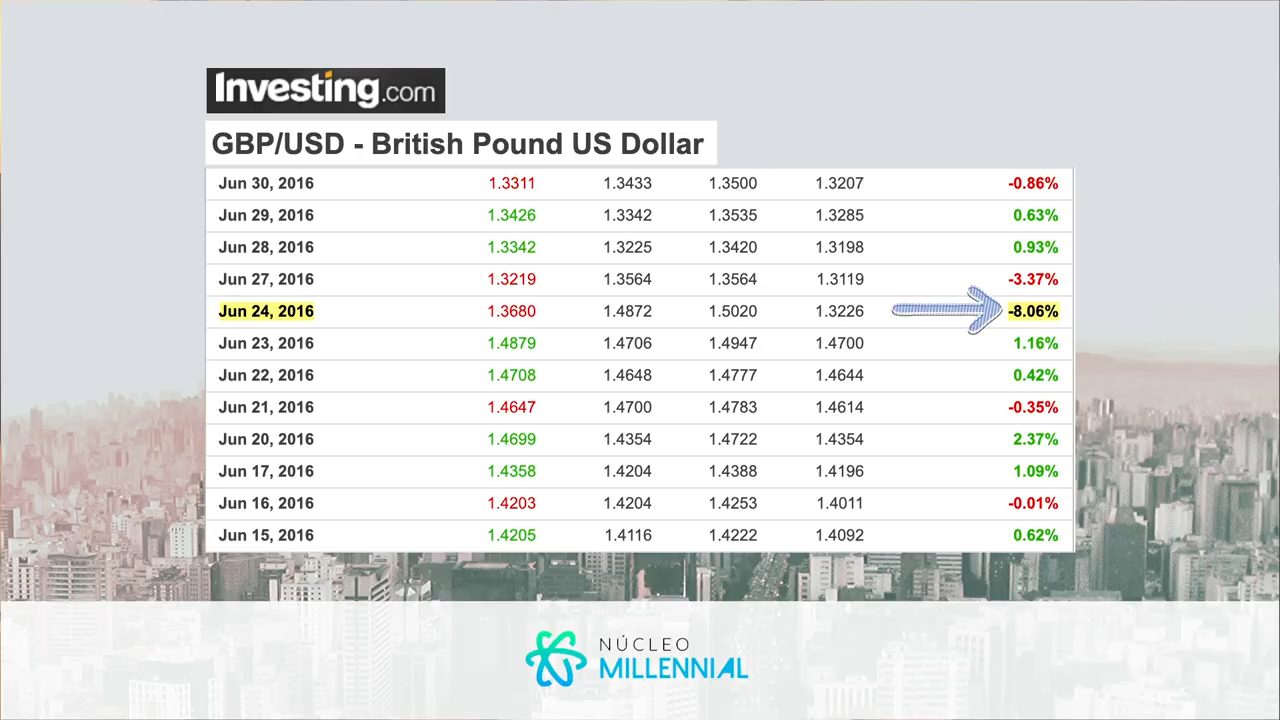 Investing.com
GBP/USD - British Pound US Dollar
Jun 30, 2016 1.3311 1.3433 1.3500 1.3207 -0.86%
Jun 29, 2016 1.3426 1.3342 1.3535 1.3285 0.63%
Jun 28, 2016 1.3342 1.3225 1.3420 1.3198 0.93%
Jun 27, 2016 1.3219 1.3564 1.3564 1.3119 -3.37%
Jun 24, 2016 1.3680 1.4872 1.5020 1.3226 -8.06%
Jun 23, 2016 1.4879 1.4706 1.4947 1.4700 1.16%
Jun 22, 2016 1.4708 1.4648 1.4777 1.4644 0.42%
Jun 21, 2016 1.4647 1.4700 1.4783 1.4614 -0.35%
Jun 20, 2016 1.4699 1.4354 1.4722 1.4354 2.37%
Jun 17, 2016 1.4358 1.4204 1.4388 1.4196 1.09%
Jun 16, 2016 1.4203 1.4204 1.4253 1.4011 -0.01%
Jun 15, 2016 1.4205 1.4116 1.4222 1.4092 0.62%
NÚCLEO
MILLENNIAL